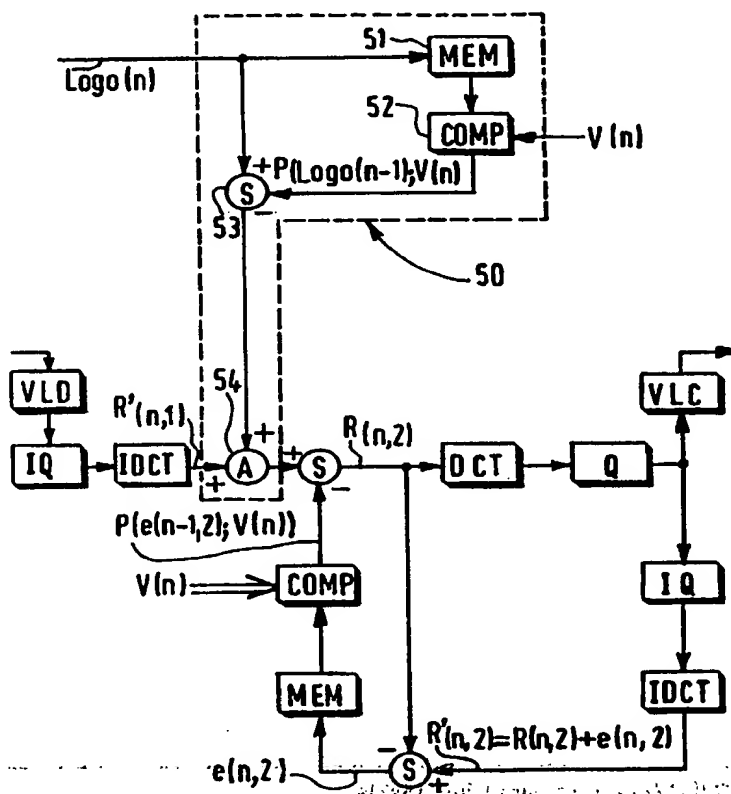 51
MEM
Logo(n)
52
COMP
V(n)
+
P(Logo(n-1);V(n)
S
53
−
50
VLD
54
VLC
R'(n,1)
+
+
R(n,2)
IQ
IDCT
A
S
DCT
Q
+
−
P(e(n-1,2);V(n))
V(n)
COMP
IQ
MEM
IDCT
R'(n,2)=R(n,2)+e(n,2)
−
e(n,2)
S
+